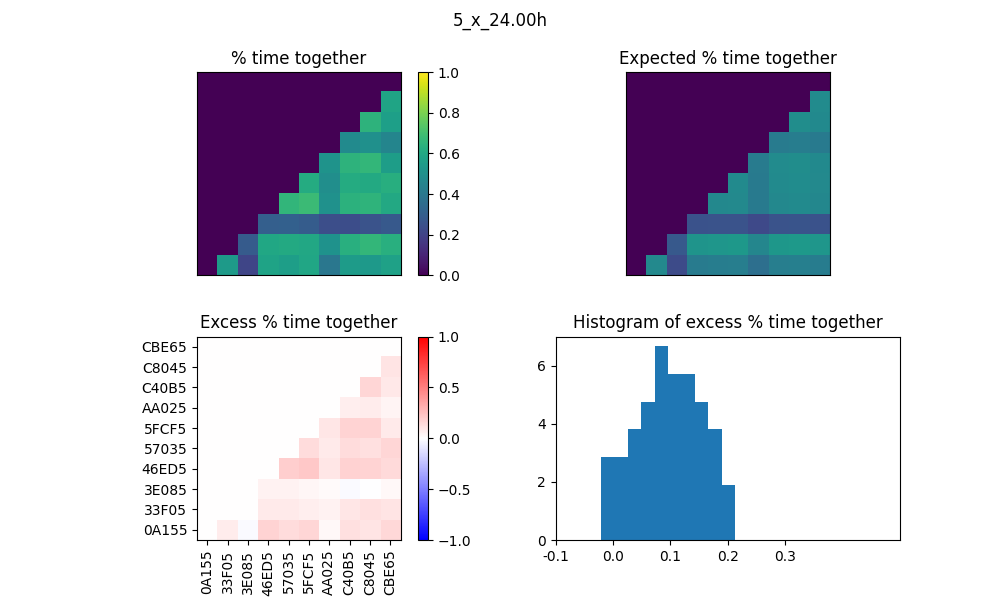 5_x_24.00h
% time together
Expected % time together
1.0
0.8
0.6
0.4
0.2
0.0
Excess % time together
Histogram of excess % time together
CBE65
C8045
C40B5
AA025
5FCF5
57035
46ED5
3E085
33F05
0A155
0A155
33F05
3E085
46ED5
57035
5FCF5
AA025
C40B5
C8045
CBE65
1.0
0.5
0.0
−0.5
−1.0
6
4
2
0
-0.1
0.0
0.1
0.2
0.3